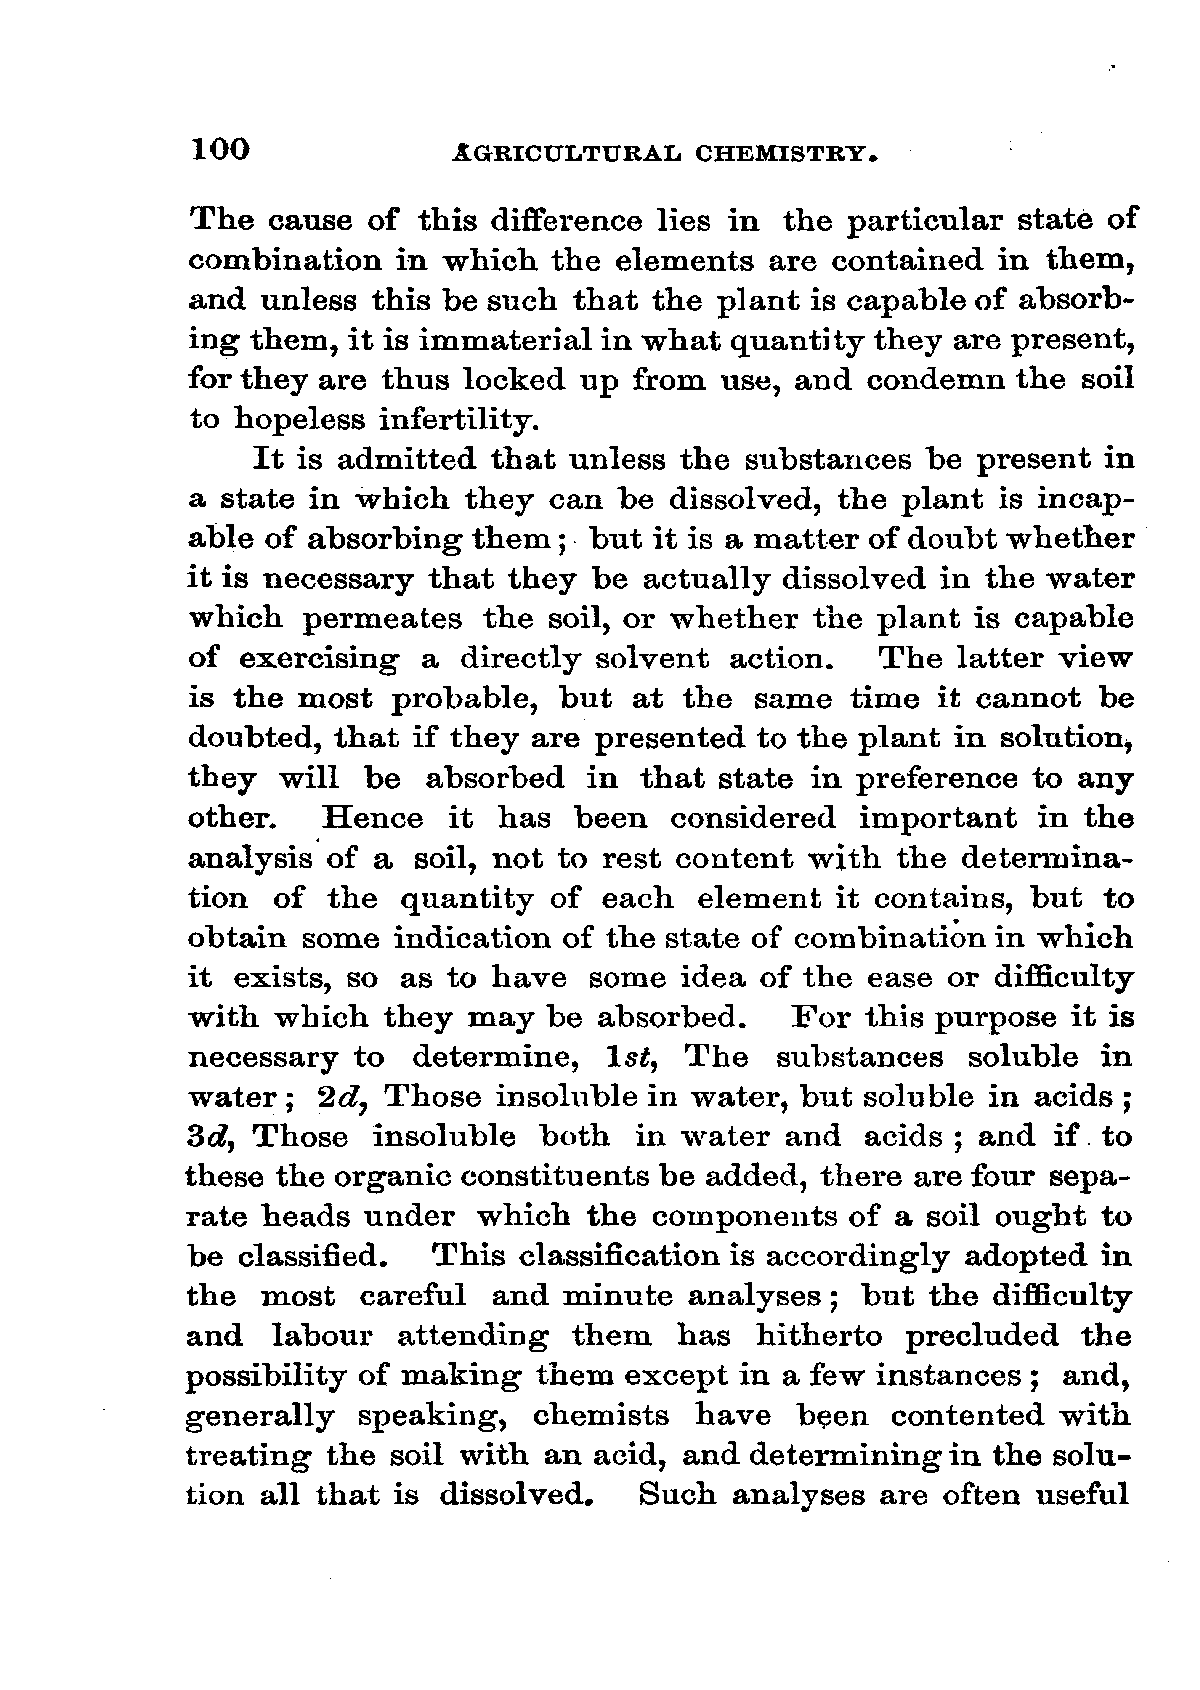 100 AGRICULTURAL CHEMISTRY.
The cause of this difference lies in the particular state of
combination in which the elements are contained in them,
and unless this be such that the plant is capable of absorb-
ing them, it is immaterial in what quantity they are present,
for they are thus locked up from use, and condemn the soil
to hopeless infertility.
It is admitted that unless the substances be present in
a state in which they can be dissolved, the plant is incap-
able of absorbing them; but it is a matter of doubt whether
it is necessary that they be actually dissolved in the water
which permeates the soil, or whether the plant is capable
of exercising a directly solvent action. The latter view
is the most probable, but at the same time it cannot be
doubted, that if they are presented to the plant in solution,
they will be absorbed in that state in preference to any
other. Hence it has been considered important in the
analysis of a soil, not to rest content with the determina-
tion of the quantity of each element it contains, but to
obtain some indication of the state of combination in which
it exists, so as to have some idea of the ease or difficulty
with which they may be absorbed. For this purpose it is
necessary to determine, 1st, The substances soluble in
water; 2d, Those insoluble in water, but soluble in acids;
3d, Those insoluble both in water and acids; and if to
these the organic constituents be added, there are four sepa-
rate heads under which the components of a soil ought to
be classified. This classification is accordingly adopted in
the most careful and minute analyses; but the difficulty
and labour attending them has hitherto precluded the
possibility of making them except in a few instances; and,
generally speaking, chemists have been contented with
treating the soil with an acid, and determining in the solu-
tion all that is dissolved. Such analyses are often useful